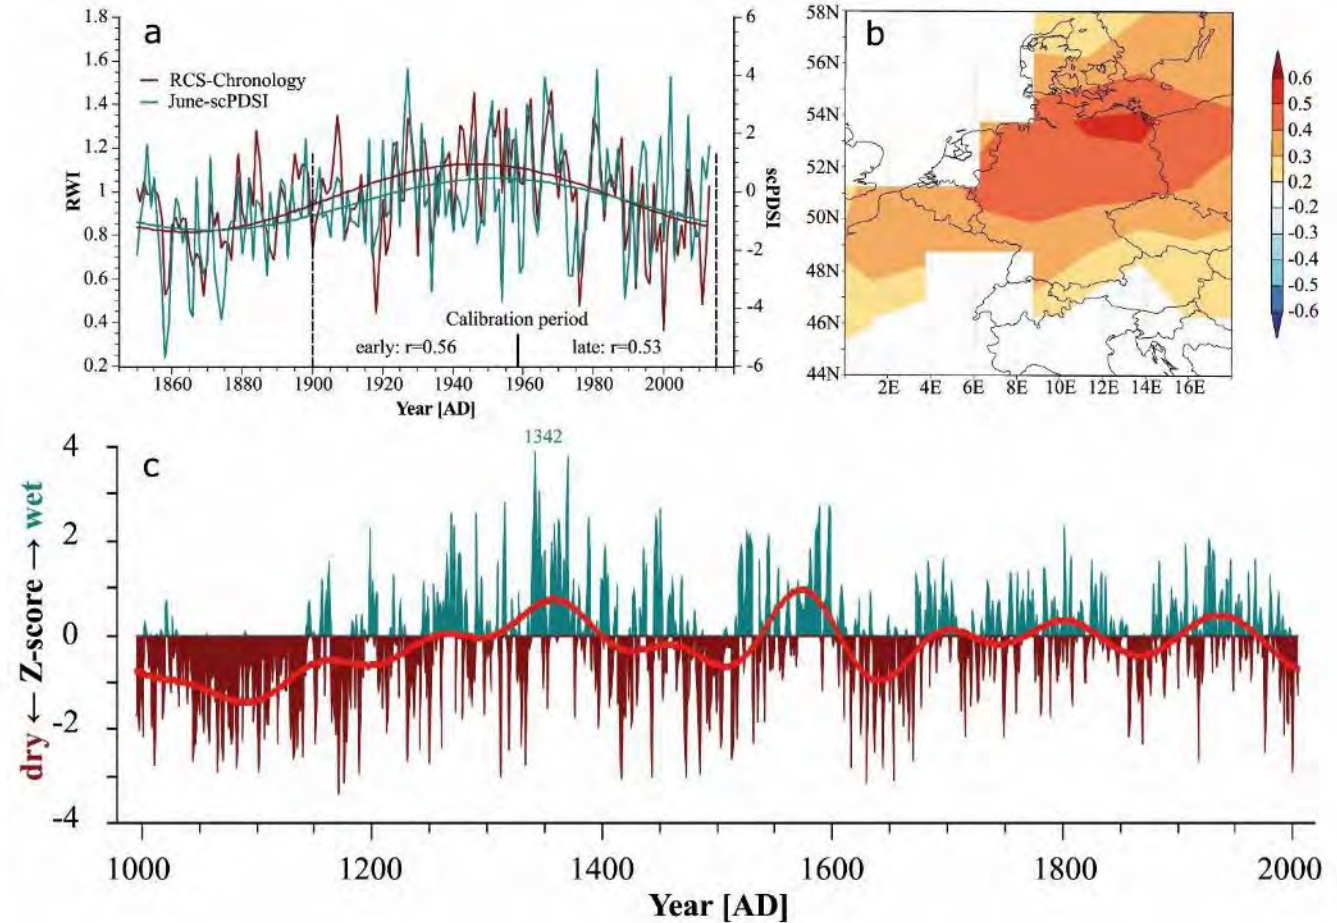 a
RCS-Chronology
June-scPDSI
1.8
1.6
1.4
1.2
1
0.8
0.6
0.4
0.2
RWI
6
4
2
0
-2
-4
-6
scPDSI
Calibration period
early: r=0.56 late: r=0.53
1860 1880 1900 1920 1940 1960 1980 2000
Year [AD]
b
58N
56N
54N
52N
50N
48N
46N
44N
2E 4E 6E 8E 10E 12E 14E 16E
0.6
0.5
0.4
0.3
0.2
-0.2
-0.3
-0.4
-0.5
-0.6
c
1342
4
2
0
-2
-4
dry ← Z-score → wet
1000 1200 1400 1600 1800 2000
Year [AD]